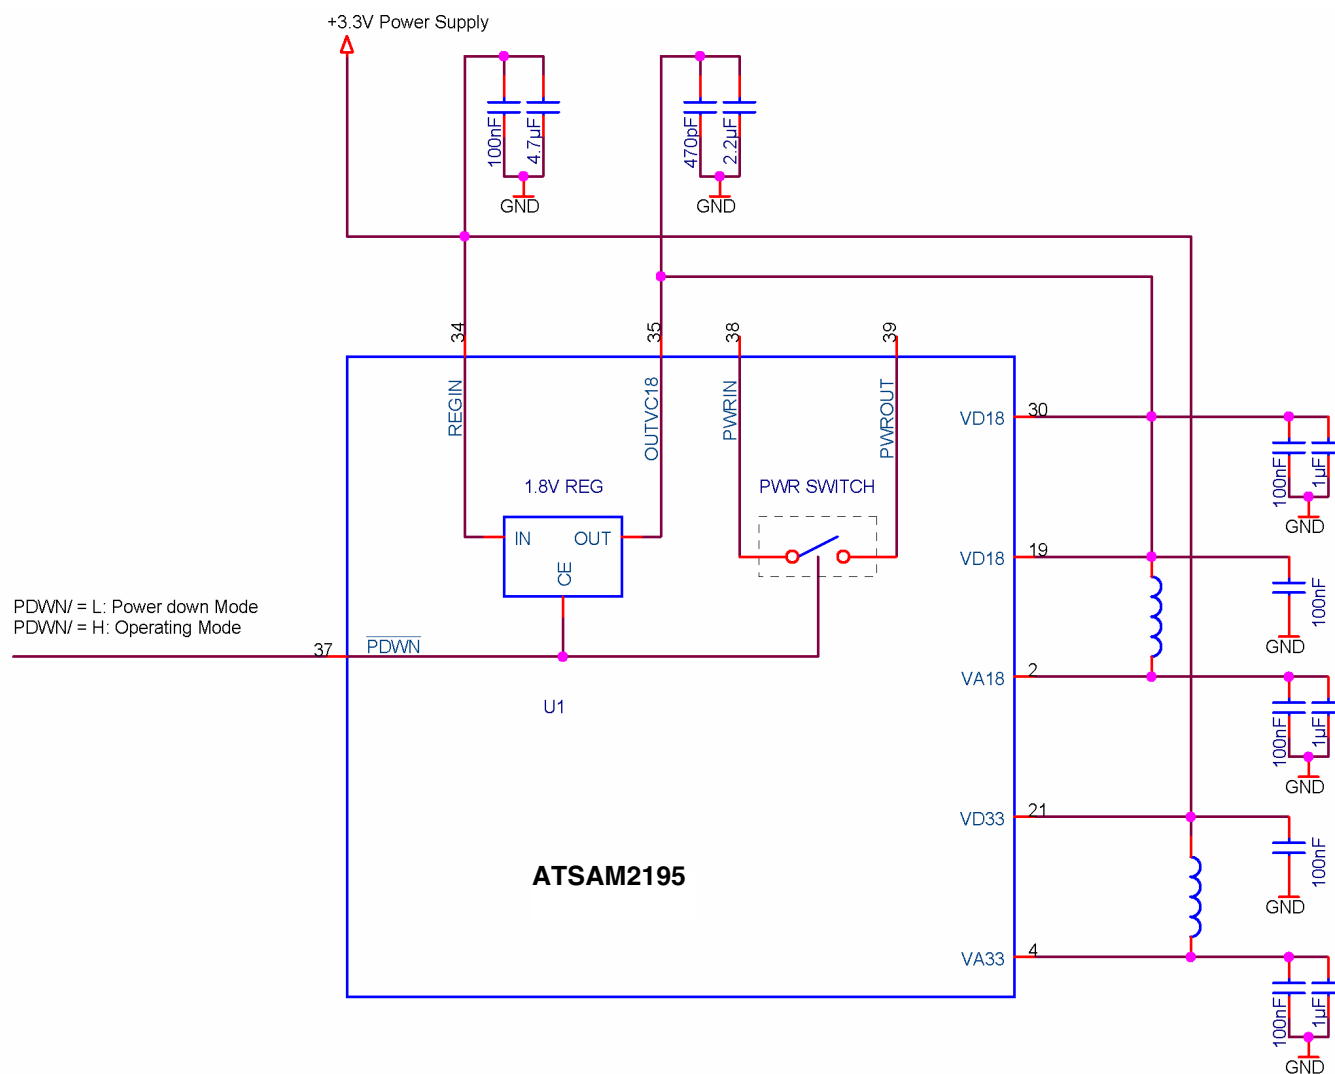 +3.3V Power Supply
100nF
4.7µF
470pF
2.2µF
GND
GND
34
35
38
39
REGIN
OUTVC18
PWRIN
PWROUT
VD18
30
100nF
1µF
GND
1.8V REG
PWR SWITCH
IN
OUT
CE
VD18
19
100nF
GND
PDWN/ = L: Power down Mode
PDWN/ = H: Operating Mode
37
PDWN
U1
VA18
2
100nF
1µF
GND
VD33
21
100nF
GND
ATSAM2195
VA33
4
100nF
1µF
GND